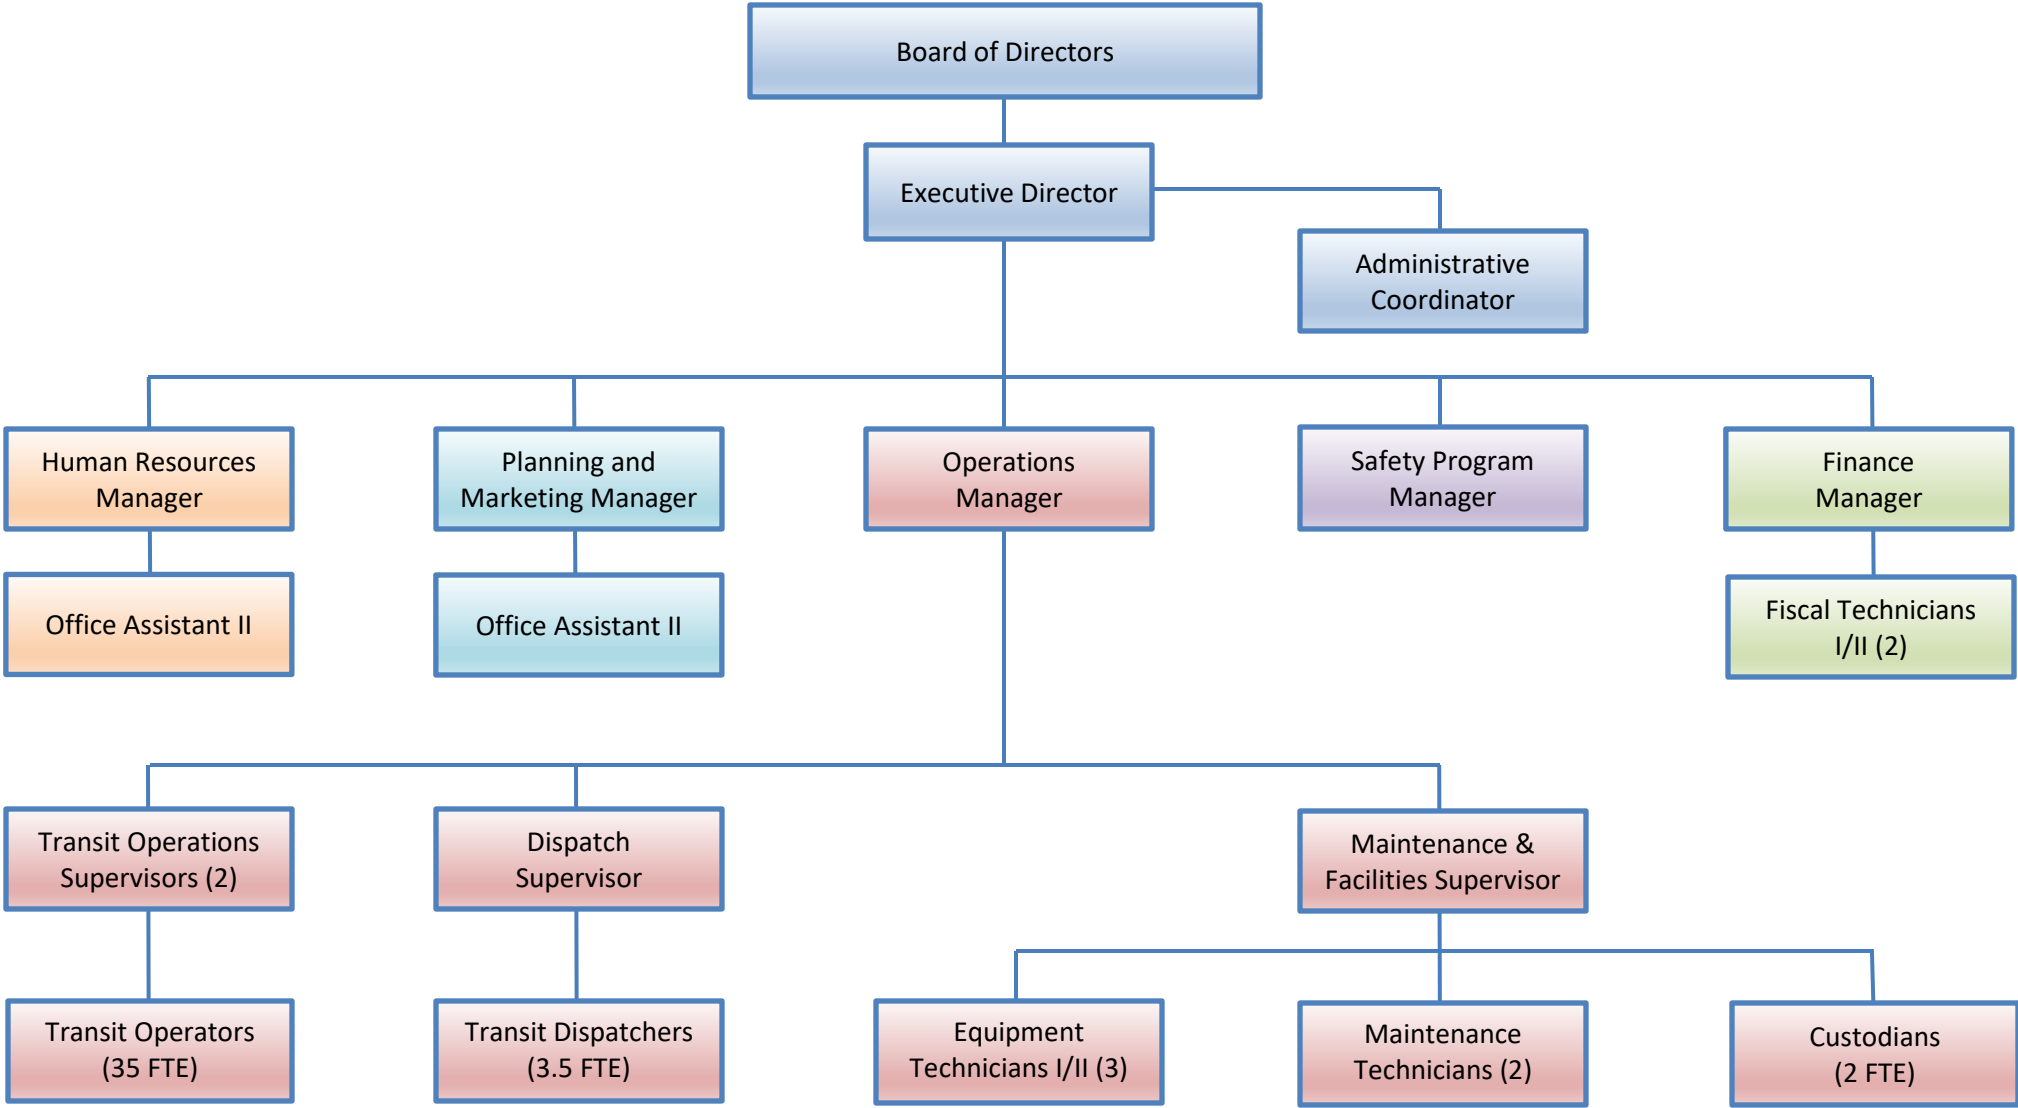 Board of Directors
Executive Director
Administrative
Coordinator
Human Resources
Manager
Planning and
Marketing Manager
Operations
Manager
Safety Program
Manager
Finance
Manager
Office Assistant II
Office Assistant II
Fiscal Technicians
I/II (2)
Transit Operations
Supervisors (2)
Dispatch
Supervisor
Maintenance &
Facilities Supervisor
Transit Operators
(35 FTE)
Transit Dispatchers
(3.5 FTE)
Equipment
Technicians I/II (3)
Maintenance
Technicians (2)
Custodians
(2 FTE)